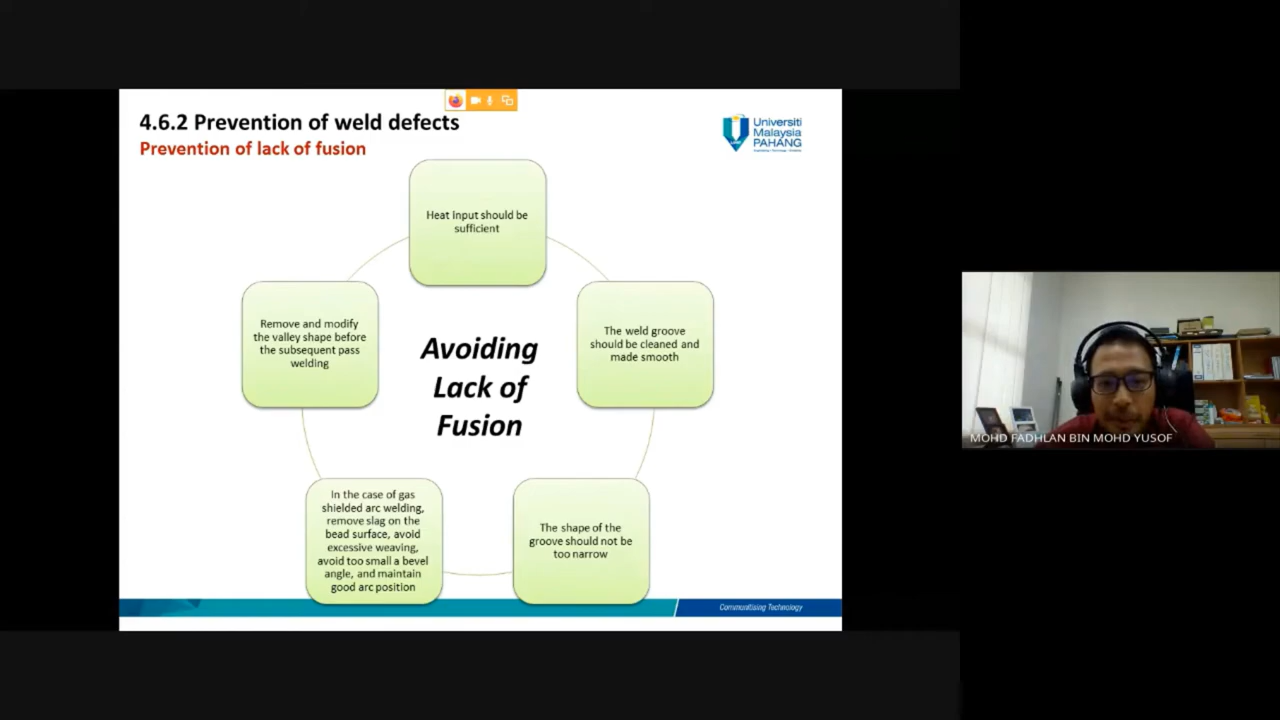 4.6.2 Prevention of weld defects
Prevention of lack of fusion
Universiti
Malaysia
PAHANG
Heat Input should be
sufficient
Remove and modify
the valley shape before
the subsequent pass
welding
The weld groove
should be cleaned and
made smooth
Avoiding
Lack of
Fusion
In the case of gas
shielded arc welding,
remove slag on the
bead surface, avoid
excessive weaving,
avoid too small a bevel
angle, and maintain
good arc position
The shape of the
groove should not be
too narrow
Communitising Technology
MOHD FADHLAN BIN MOHD YUSOF